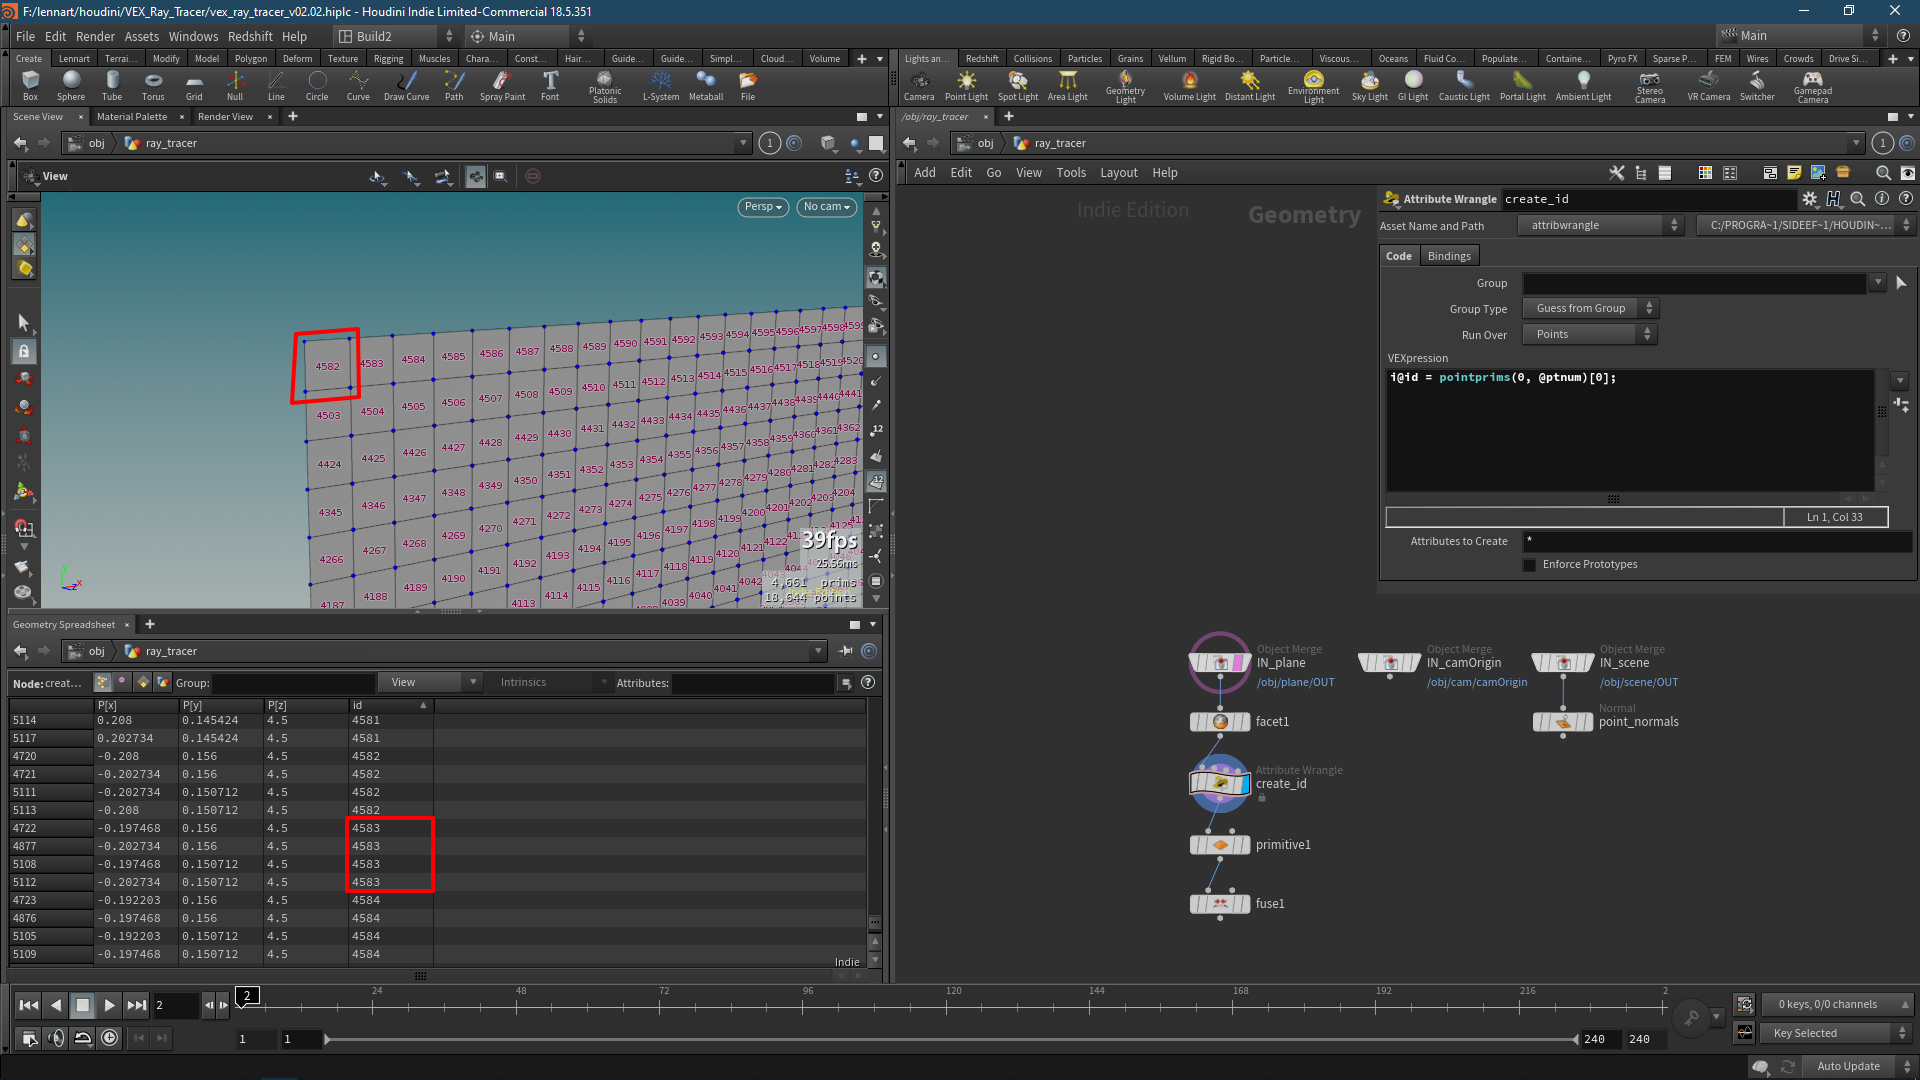 F:/lennart/houdini/VEX_Ray_Tracer/vex_ray_tracer_v02.02.hiplc - Houdini Indie Limited-Commercial 18.5.351
File Edit Render Assets Windows Redshift Help
Build2
Main
Main
Create Lennart Terrai... Modify Model Polygon Deform Texture Rigging Muscles Chara... Const... Hair... Guide... Guide... Simpl... Cloud... Volume
Box Sphere Tube Torus Grid Null Line Circle Curve Draw Curve Path Spray Paint Font Platonic Solids L-System Metaball File
Lights an... Redshift Collisions Particles Grains Vellum Rigid Bo... Particle... Viscous... Oceans Fluid Co... Populate... Containe... Pyro FX Sparse P... FEM Wires Crowds Drive Si...
Camera Point Light Spot Light Area Light Geometry Light Volume Light Distant Light Environment Light Sky Light GI Light Caustic Light Portal Light Ambient Light Stereo Camera VR Camera Switcher Gamepad Camera
Scene View Material Palette Render View
obj ray_tracer
1
View
Persp
No cam
4582 4583 4584 4585 4586 4587 4588 4589 4590 4591 4592 4593 4594 4595 4596 4597 4598 4599
4503 4504 4505 4506 4507 4508 4509 4510 4511 4512 4513 4514 4515 4516 4517 4518 4519 4520
4424 4425 4426 4427 4428 4429 4430 4431 4432 4433 4434 4435 4436 4437 4438 4439 4440 4441
4345 4346 4347 4348 4349 4350 4351 4352 4353 4354 4355 4356 4357 4358 4359 4360 4361 4362
4266 4267 4268 4269 4270 4271 4272 4273 4274 4275 4276 4277 4278 4279 4280 4281 4282 4283
4187 4188 4189 4190 4191 4192 4193 4194 4195 4196 4197 4198 4199 4200 4201 4202 4203 4204
4113 4114 4115 4116 4117 4118 4119 4120 4121 4122 4123 4125
4039 4040 4041 4042
39fps
25.56ms
4,661 prims
18,644 points
Indie Edition
Geometry Spreadsheet
obj ray_tracer
Node: creat... Group: View Intrinsics Attributes:
P[x] P[y] P[z] id
5114 0.208 0.145424 4.5 4581
5117 0.202734 0.145424 4.5 4581
4720 -0.208 0.156 4.5 4582
4721 -0.202734 0.156 4.5 4582
5111 -0.202734 0.150712 4.5 4582
5113 -0.208 0.150712 4.5 4582
4722 -0.197468 0.156 4.5 4583
4877 -0.202734 0.156 4.5 4583
5108 -0.197468 0.150712 4.5 4583
5112 -0.202734 0.150712 4.5 4583
4723 -0.192203 0.156 4.5 4584
4876 -0.197468 0.156 4.5 4584
5105 -0.192203 0.150712 4.5 4584
5109 -0.197468 0.150712 4.5 4584
Indie
/obj/ray_tracer
obj ray_tracer
1
Add Edit Go View Tools Layout Help
Indie Edition
Geometry
Attribute Wrangle create_id
Asset Name and Path attribwrangle C:/PROGRA~1/SIDEEF~1/HOUDIN~...
Code Bindings
Group
Group Type Guess from Group
Run Over Points
VEXpression
i@id = pointprims(0, @ptnum)[0];
Ln 1, Col 33
Attributes to Create *
Enforce Prototypes
Object Merge
IN_plane
/obj/plane/OUT
Object Merge
IN_camOrigin
/obj/cam/camOrigin
Object Merge
IN_scene
/obj/scene/OUT
facet1
Normal
point_normals
Attribute Wrangle
create_id
primitive1
fuse1
2
2 24 48 72 96 120 144 168 192 216 2
1 1 240 240
0 keys, 0/0 channels
Key Selected
Auto Update